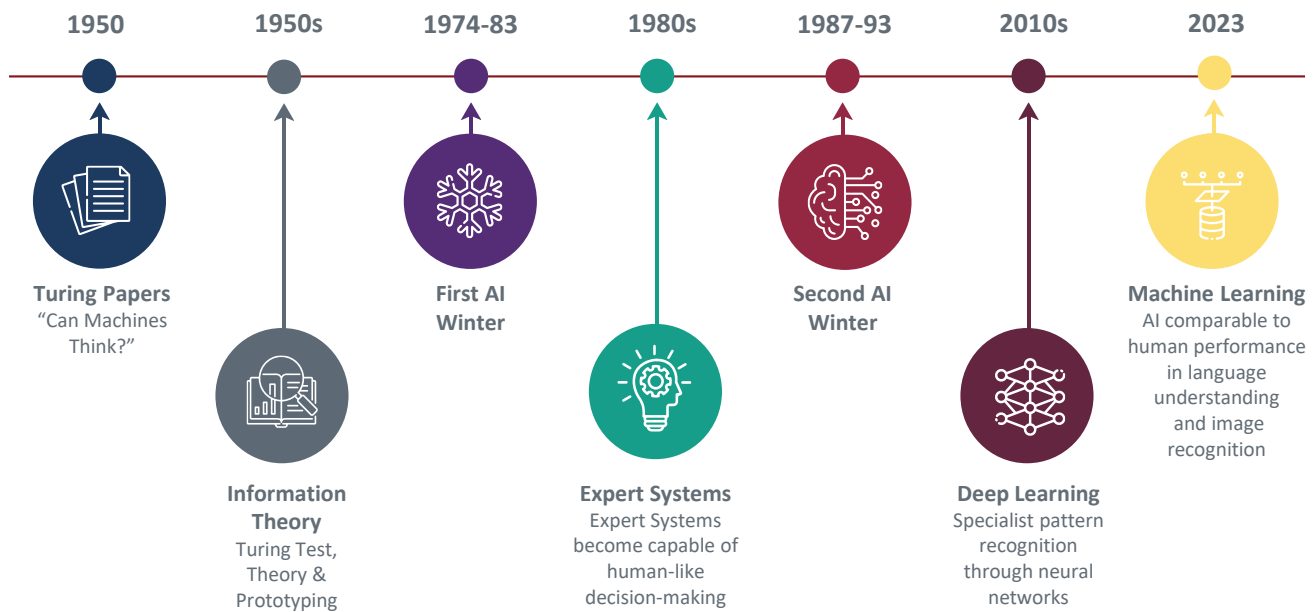 1950
1950s
1974-83
1980s
1987-93
2010s
2023
Turing Papers
“Can Machines
Think?”
Information
Theory
Turing Test,
Theory &
Prototyping
First AI
Winter
Expert Systems
Expert Systems
become capable of
human-like
decision-making
Second AI
Winter
Deep Learning
Specialist pattern
recognition
through neural
networks
Machine Learning
AI comparable to
human performance
in language
understanding
and image
recognition